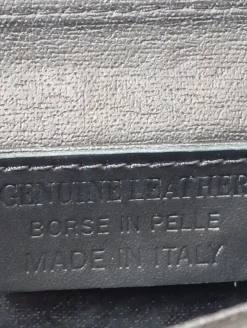 GENUINE LEATHER
BORSE IN PELLE
MADE IN ITALY